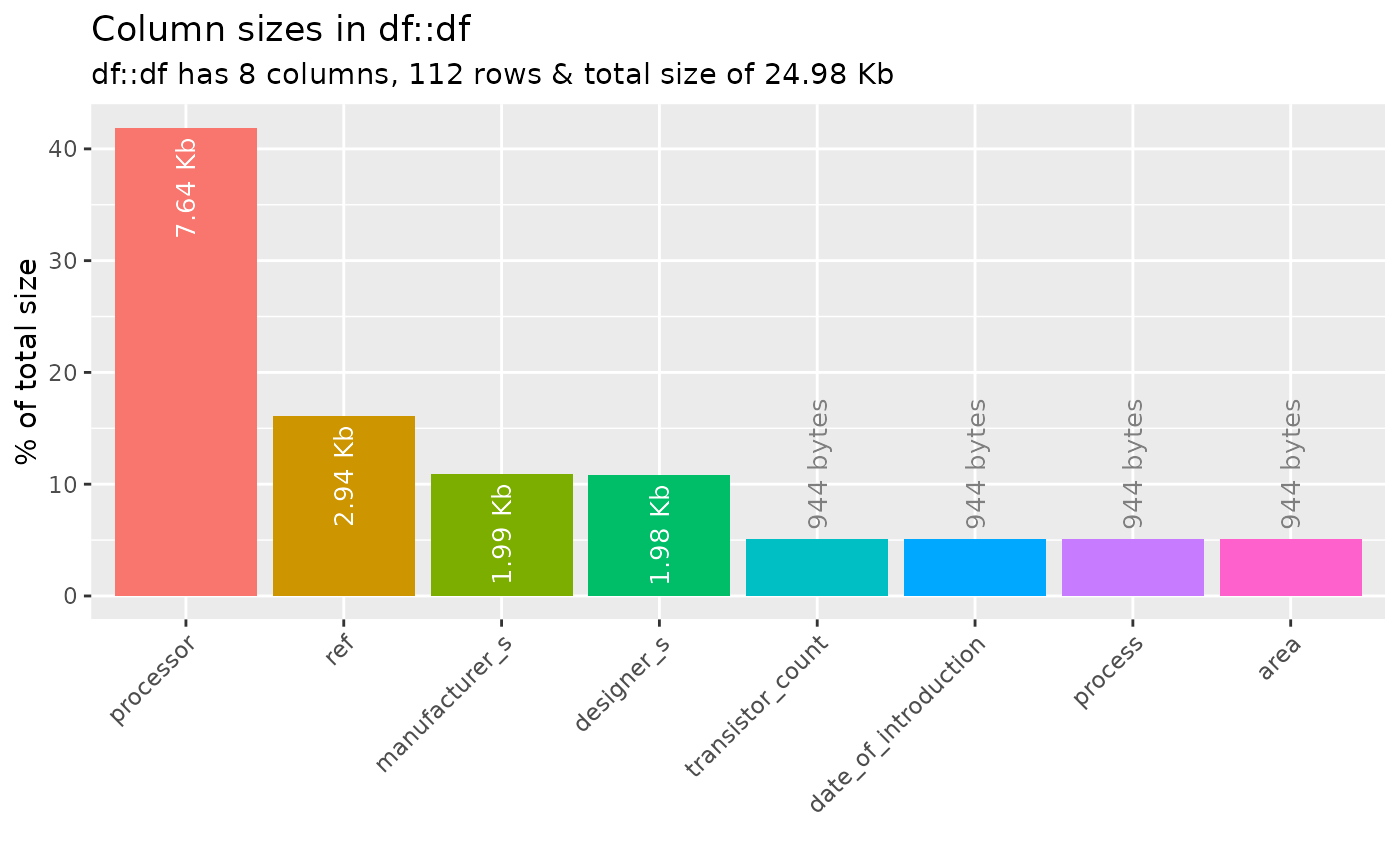 Column sizes in df::df
df::df has 8 columns, 112 rows & total size of 24.98 Kb
% of total size
40
30
20
10
0
7.64 Kb
2.94 Kb
1.99 Kb
1.98 Kb
944 bytes
944 bytes
944 bytes
944 bytes
processor
ref
manufacturer_s
designer_s
transistor_count
date_of_introduction
process
area